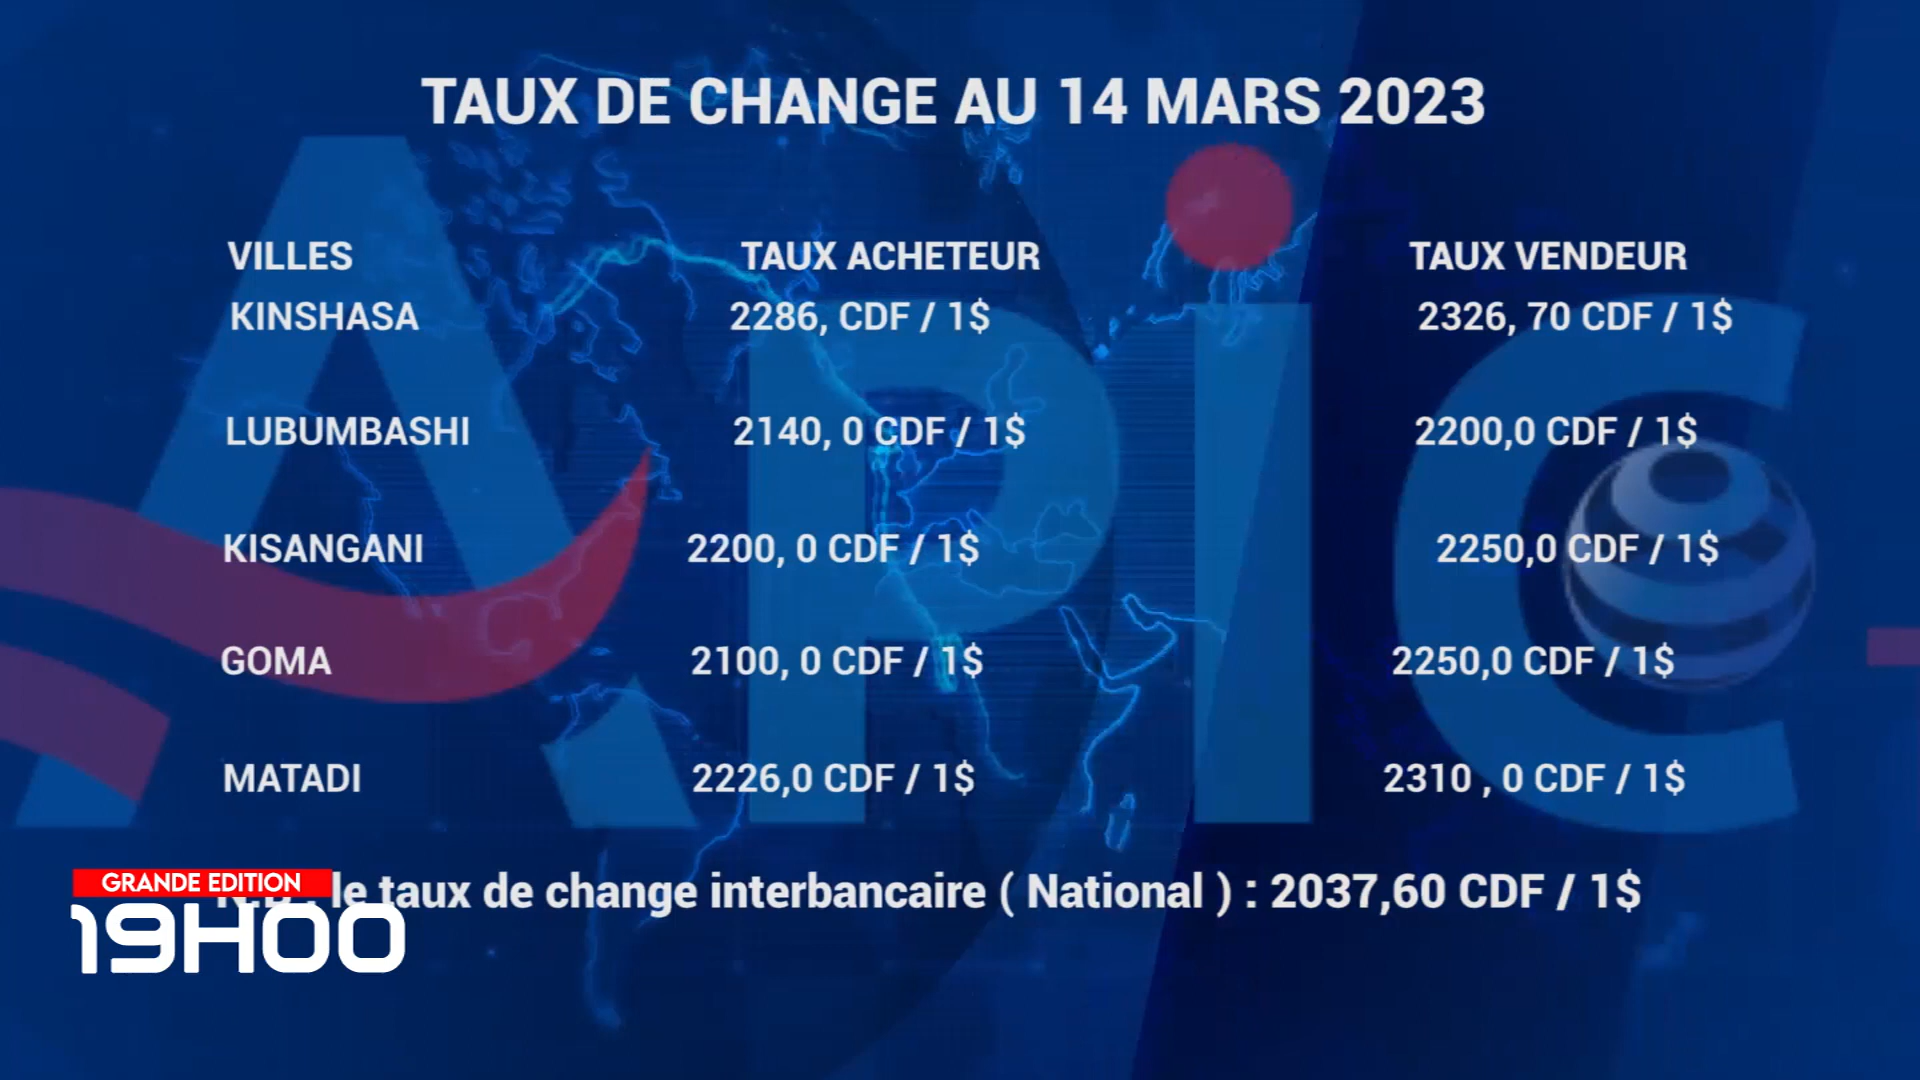 TAUX DE CHANGE AU 14 MARS 2023
VILLES TAUX ACHETEUR TAUX VENDEUR
KINSHASA 2286, CDF / 1$ 2326, 70 CDF / 1$
LUBUMBASHI 2140, 0 CDF / 1$ 2200,0 CDF / 1$
KISANGANI 2200, 0 CDF / 1$ 2250,0 CDF / 1$
GOMA 2100, 0 CDF / 1$ 2250,0 CDF / 1$
MATADI 2226,0 CDF / 1$ 2310 , 0 CDF / 1$
le taux de change interbancaire ( National ) : 2037,60 CDF / 1$
GRANDE EDITION
19H00
APIC